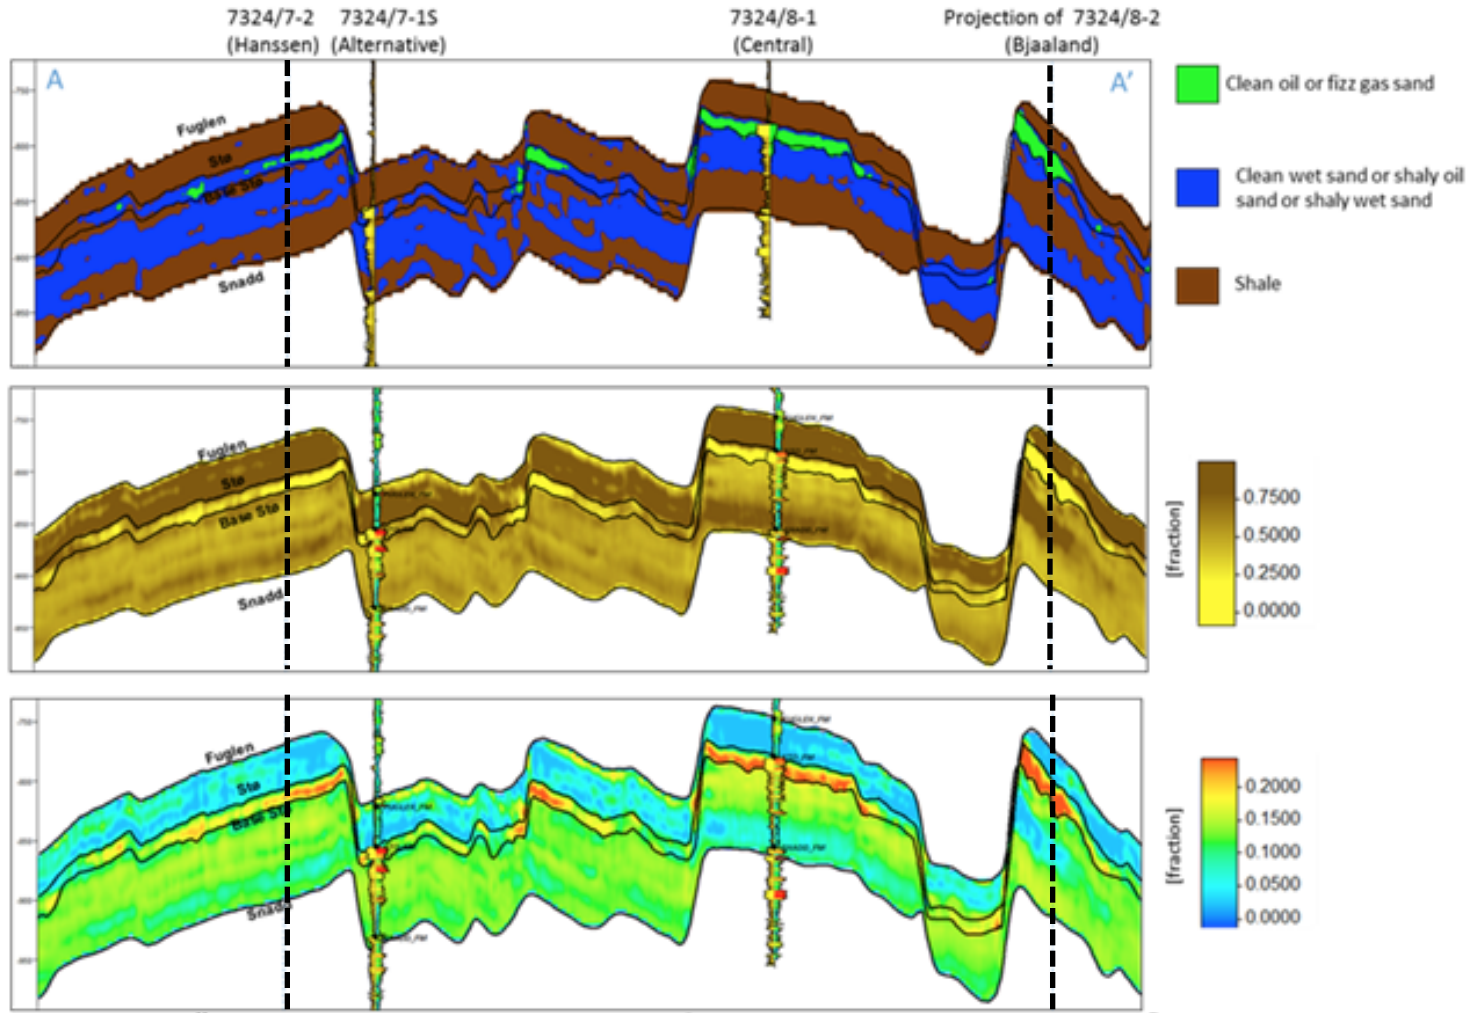 7324/7-2 7324/7-1S 7324/8-1 Projection of 7324/8-2
(Hanssen) (Alternative) (Central) (Bjaaland)
A A'
Fuglen
Stø
Base Stø
Snadd
Clean oil or fizz gas sand
Clean wet sand or shaly oil
sand or shaly wet sand
Shale
Fuglen
Stø
Base Stø
Snadd
[fraction]
0.7500
0.5000
0.2500
0.0000
Fuglen
Stø
Base Stø
Snadd
[fraction]
0.2000
0.1500
0.1000
0.0500
0.0000